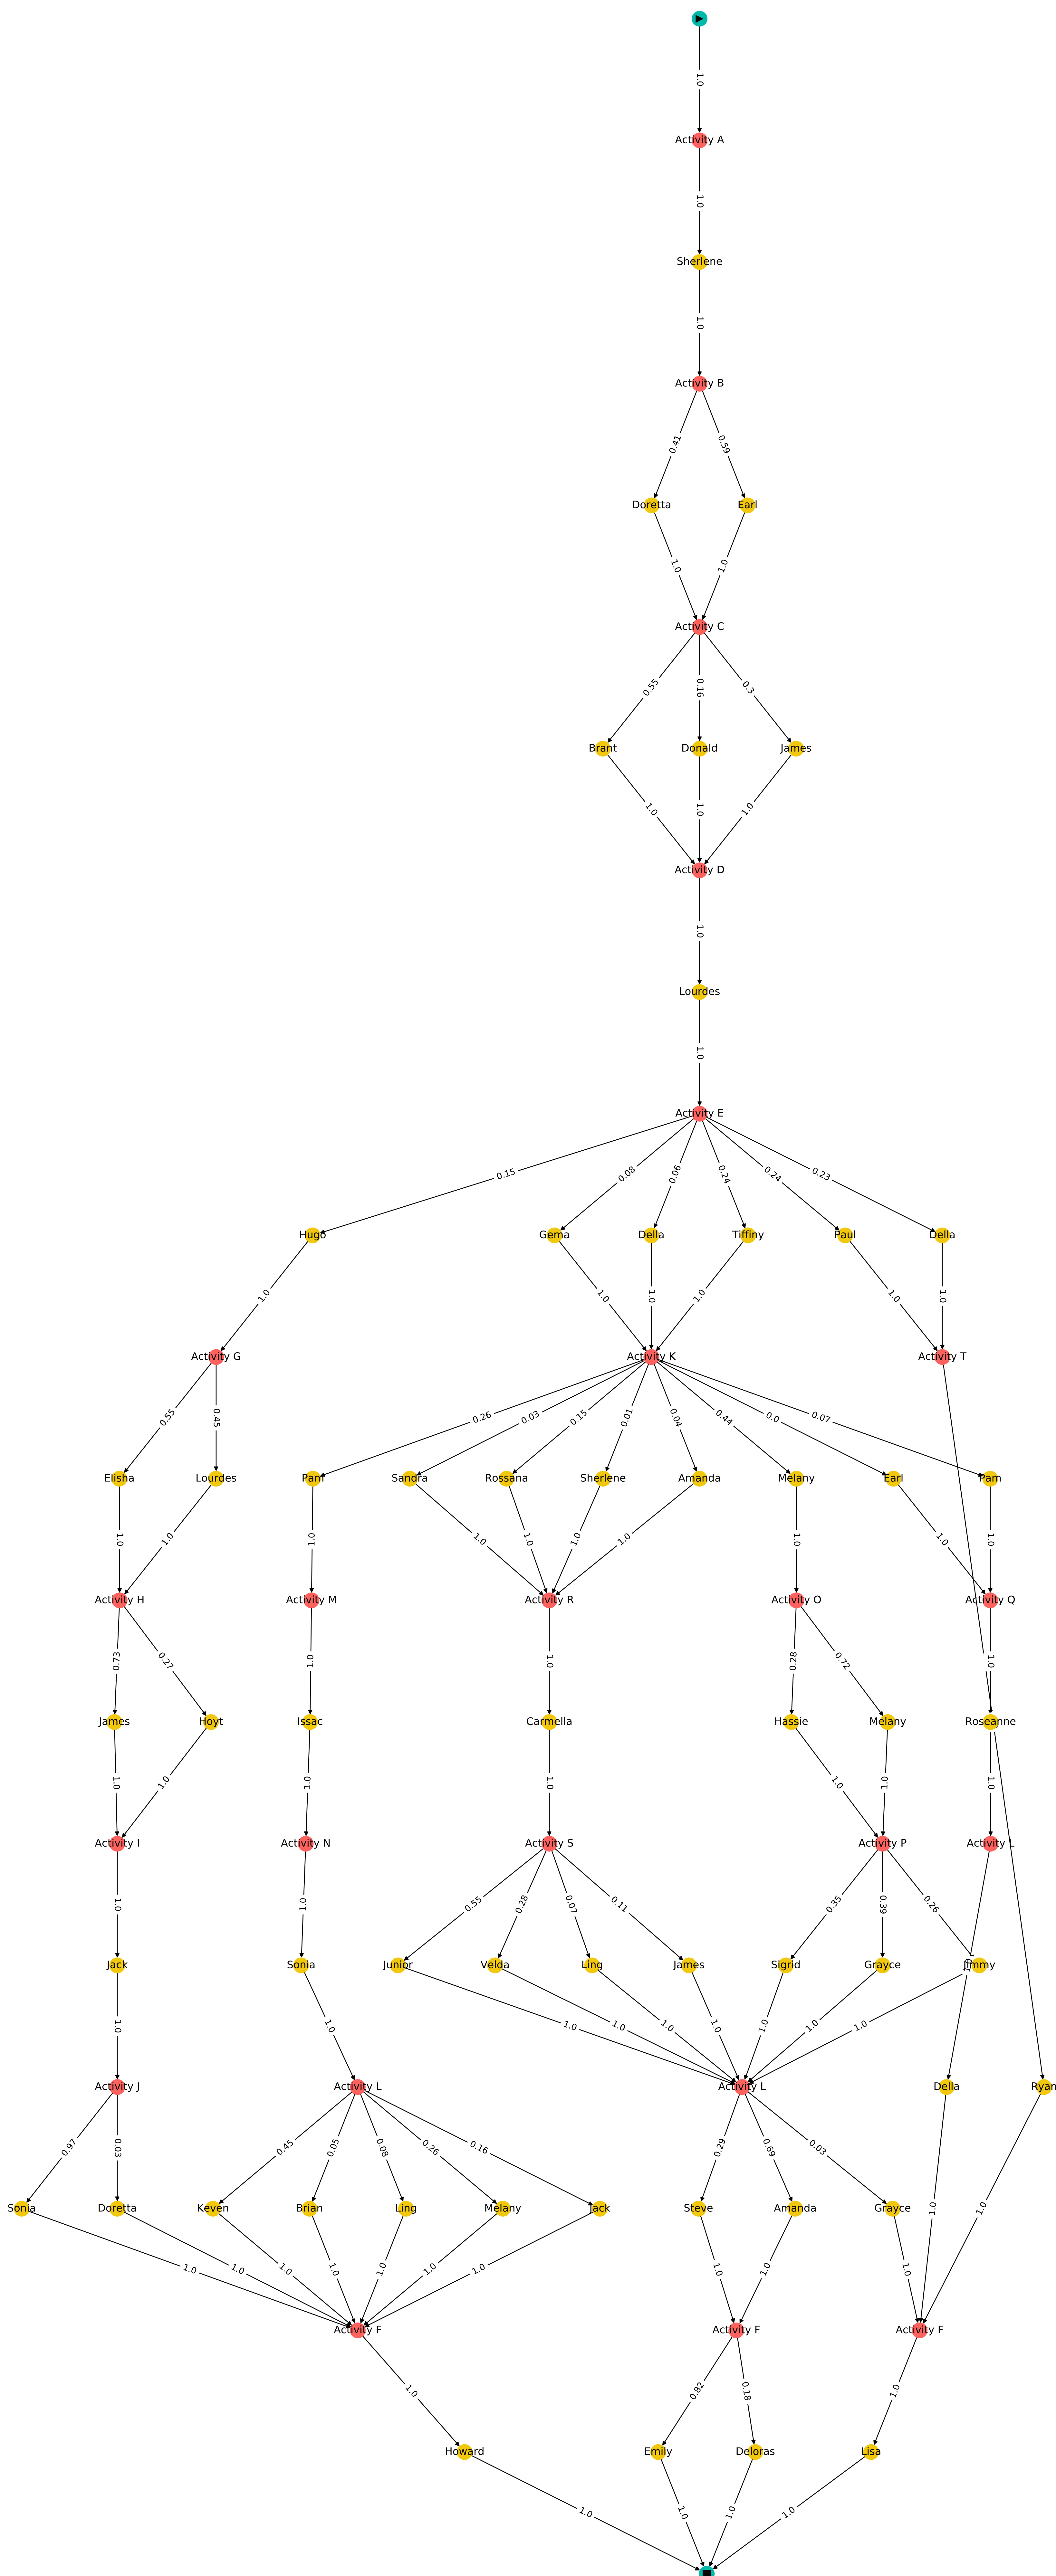 1.0
Activity A
1.0
Sherlene
1.0
Activity B
0.41 0.59
Doretta Earl
1.0 1.0
Activity C
0.55 0.16 0.3
Brant Donald James
1.0 1.0 1.0
Activity D
1.0
Lourdes
1.0
Activity E
0.15 0.08 0.06 0.24 0.24 0.23
Hugo Gema Della Tiffiny Paul Della
1.0 1.0 1.0 1.0 1.0 1.0
Activity G Activity K Activity T
0.55 0.45 0.26 0.03 0.15 0.01 0.04 0.44 0.0 0.07
Elisha Lourdes Pam Sandra Rossana Sherlene Amanda Melany Earl Pam
1.0 1.0 1.0 1.0 1.0 1.0 1.0 1.0 1.0 1.0
Activity H Activity M Activity R Activity O Activity Q
0.73 0.27 1.0 1.0 0.28 0.72 1.0
James Hoyt Issac Carmella Hassie Melany Roseanne
1.0 1.0 1.0 1.0 1.0 1.0 1.0
Activity I Activity N Activity S Activity P Activity L
1.0 1.0 0.55 0.28 0.07 0.11 0.35 0.39 0.26
Jack Sonia Junior Velda Ling James Sigrid Grayce Jimmy
1.0 1.0 1.0 1.0 1.0 1.0 1.0 1.0 1.0
Activity J Activity L Activity L Della Ryan
0.97 0.03 0.45 0.05 0.08 0.26 0.16 0.29 0.69 0.03
Sonia Doretta Keven Brian Ling Melany Jack Steve Amanda Grayce
1.0 1.0
1.0 1.0 1.0 1.0 1.0 1.0 1.0 1.0 1.0 1.0
Activity F Activity F Activity F
1.0 0.82 0.18 1.0
Howard Emily Deloras Lisa
1.0 1.0 1.0 1.0